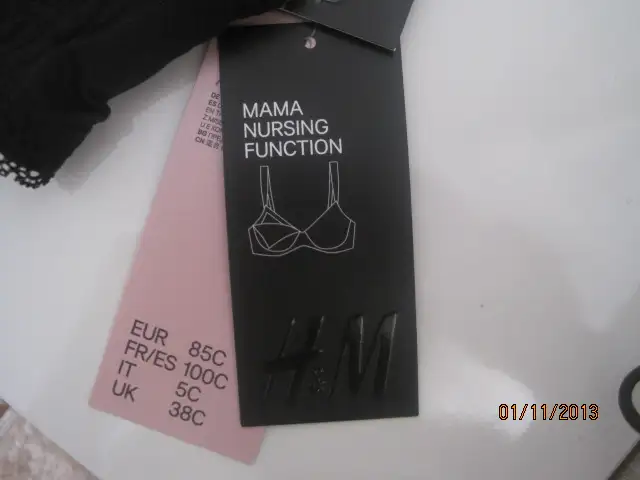 MAMA
NURSING
FUNCTION
H&M
EUR 85C
FR/ES 100C
IT 5C
UK 38C
01/11/2013